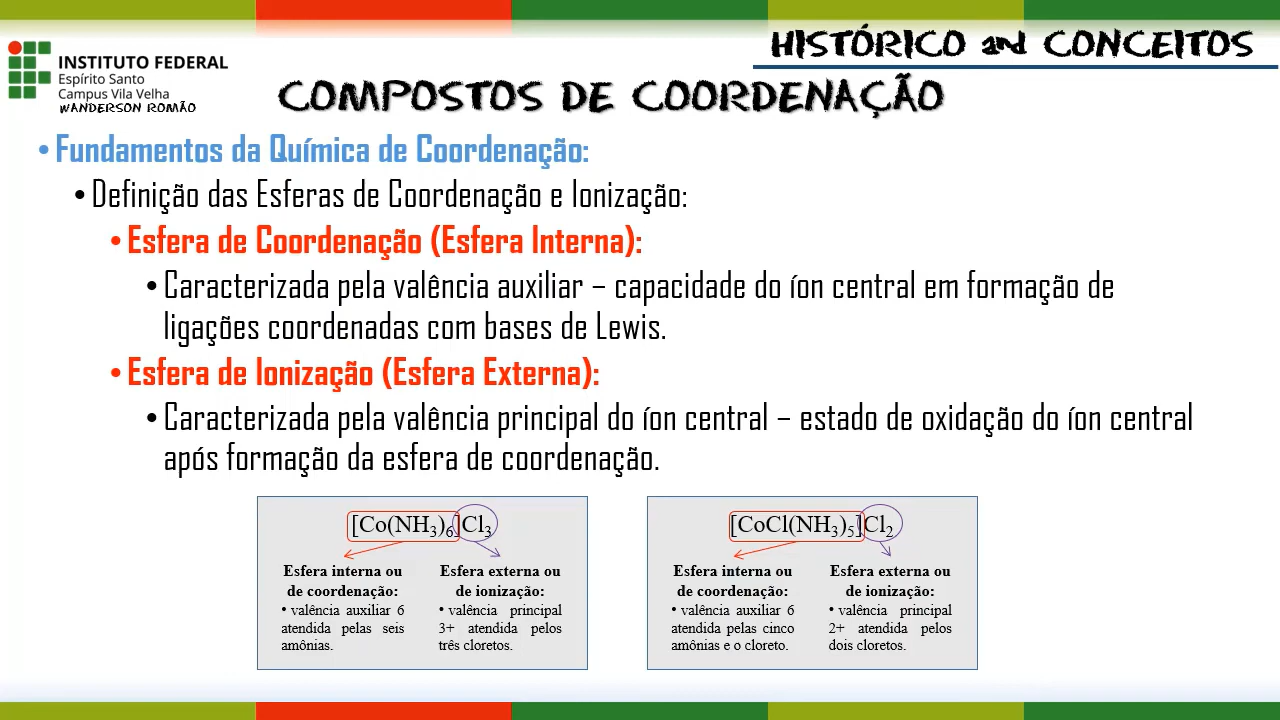 HISTÓRICO and CONCEITOS
INSTITUTO FEDERAL
Espírito Santo
Campus Vila Velha
WANDERSON ROMÃO
COMPOSTOS DE COORDENAÇÃO
• Fundamentos da Química de Coordenação:
• Definição das Esferas de Coordenação e Ionização:
• Esfera de Coordenação (Esfera Interna):
• Caracterizada pela valência auxiliar – capacidade do íon central em formação de
ligações coordenadas com bases de Lewis.
• Esfera de Ionização (Esfera Externa):
• Caracterizada pela valência principal do íon central – estado de oxidação do íon central
após formação da esfera de coordenação.
[Co(NH₃)₆]Cl₃
Esfera interna ou
de coordenação:
• valência auxiliar 6
atendida pelas seis
amônias.
Esfera externa ou
de ionização:
• valência principal
3+ atendida pelos
três cloretos.
[CoCl(NH₃)₅]Cl₂
Esfera interna ou
de coordenação:
• valência auxiliar 6
atendida pelas cinco
amônias e o cloreto.
Esfera externa ou
de ionização:
• valência principal
2+ atendida pelos
dois cloretos.